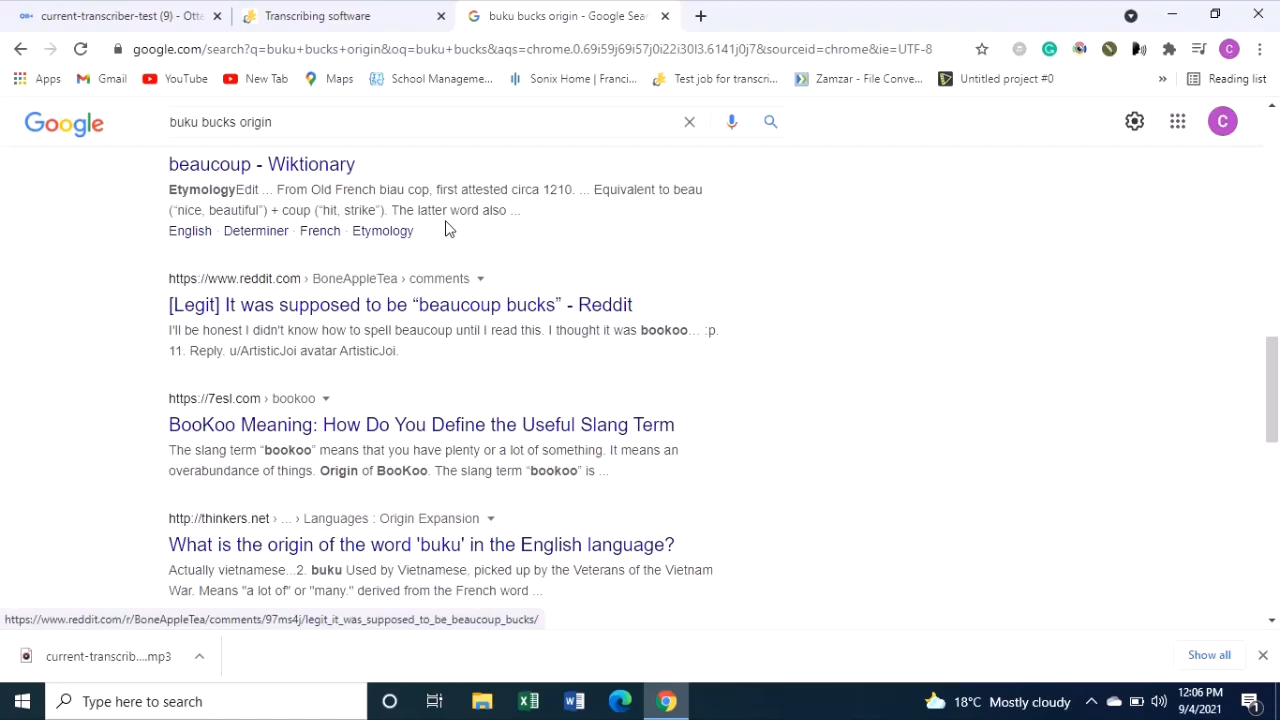 current-transcriber-test (9) - Otte
Transcribing software
buku bucks origin - Google Sear
google.com/search?q=buku+bucks+origin&oq=buku+bucks&aqs=chrome.0.69i59j69i57j0i22i30l3.6141j0j7&sourceid=chrome&ie=UTF-8
Apps
Gmail
YouTube
New Tab
Maps
School Manageme...
Sonix Home | Franci...
Test job for transcri...
Zamzar - File Conve...
Untitled project #0
»
Reading list
Google
buku bucks origin
C
beaucoup - Wiktionary
EtymologyEdit ... From Old French biau cop, first attested circa 1210. ... Equivalent to beau
(“nice, beautiful”) + coup (“hit, strike”). The latter word also ...
English · Determiner · French · Etymology
https://www.reddit.com › BoneAppleTea › comments
[Legit] It was supposed to be “beaucoup bucks” - Reddit
I'll be honest I didn't know how to spell beaucoup until I read this. I thought it was bookoo... :p.
11. Reply. u/ArtisticJoi avatar ArtisticJoi.
https://7esl.com › bookoo
BooKoo Meaning: How Do You Define the Useful Slang Term
The slang term “bookoo” means that you have plenty or a lot of something. It means an
overabundance of things. Origin of BooKoo. The slang term “bookoo” is ...
http://thinkers.net › ... › Languages : Origin Expansion
What is the origin of the word 'buku' in the English language?
Actually vietnamese...2. buku Used by Vietnamese, picked up by the Veterans of the Vietnam
War. Means "a lot of" or "many." derived from the French word ...
https://www.reddit.com/r/BoneAppleTea/comments/97ms4j/legit_it_was_supposed_to_be_beaucoup_bucks/
current-transcrib....mp3
Show all
Type here to search
18°C Mostly cloudy
12:06 PM
9/4/2021
1